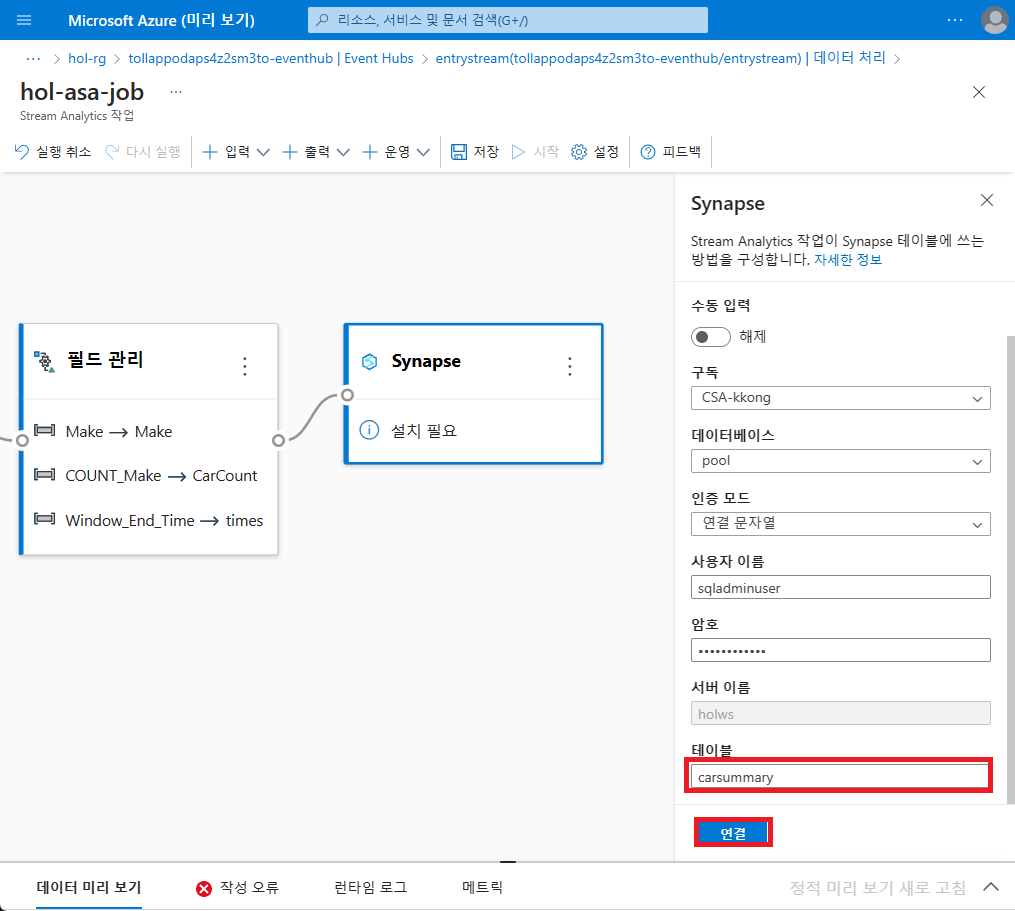 Microsoft Azure (미리 보기)
리소스, 서비스 및 문서 검색(G+/)
···
··· > hol-rg > tollappodaps4z2sm3to-eventhub | Event Hubs > entrystream(tollappodaps4z2sm3to-eventhub/entrystream) | 데이터 처리 >
hol-asa-job ···
Stream Analytics 작업
실행 취소 다시 실행 입력 출력 운영 저장 시작 설정 피드백
Synapse
Stream Analytics 작업이 Synapse 테이블에 쓰는
방법을 구성합니다. 자세한 정보
수동 입력
해제
구독
CSA-kkong
데이터베이스
pool
인증 모드
연결 문자열
사용자 이름
sqladminuser
암호
••••••••••••
서버 이름
holws
테이블
carsummary
연결
필드 관리
Make → Make
COUNT_Make → CarCount
Window_End_Time → times
Synapse
설치 필요
데이터 미리 보기 작성 오류 런타임 로그 메트릭 정적 미리 보기 새로 고침